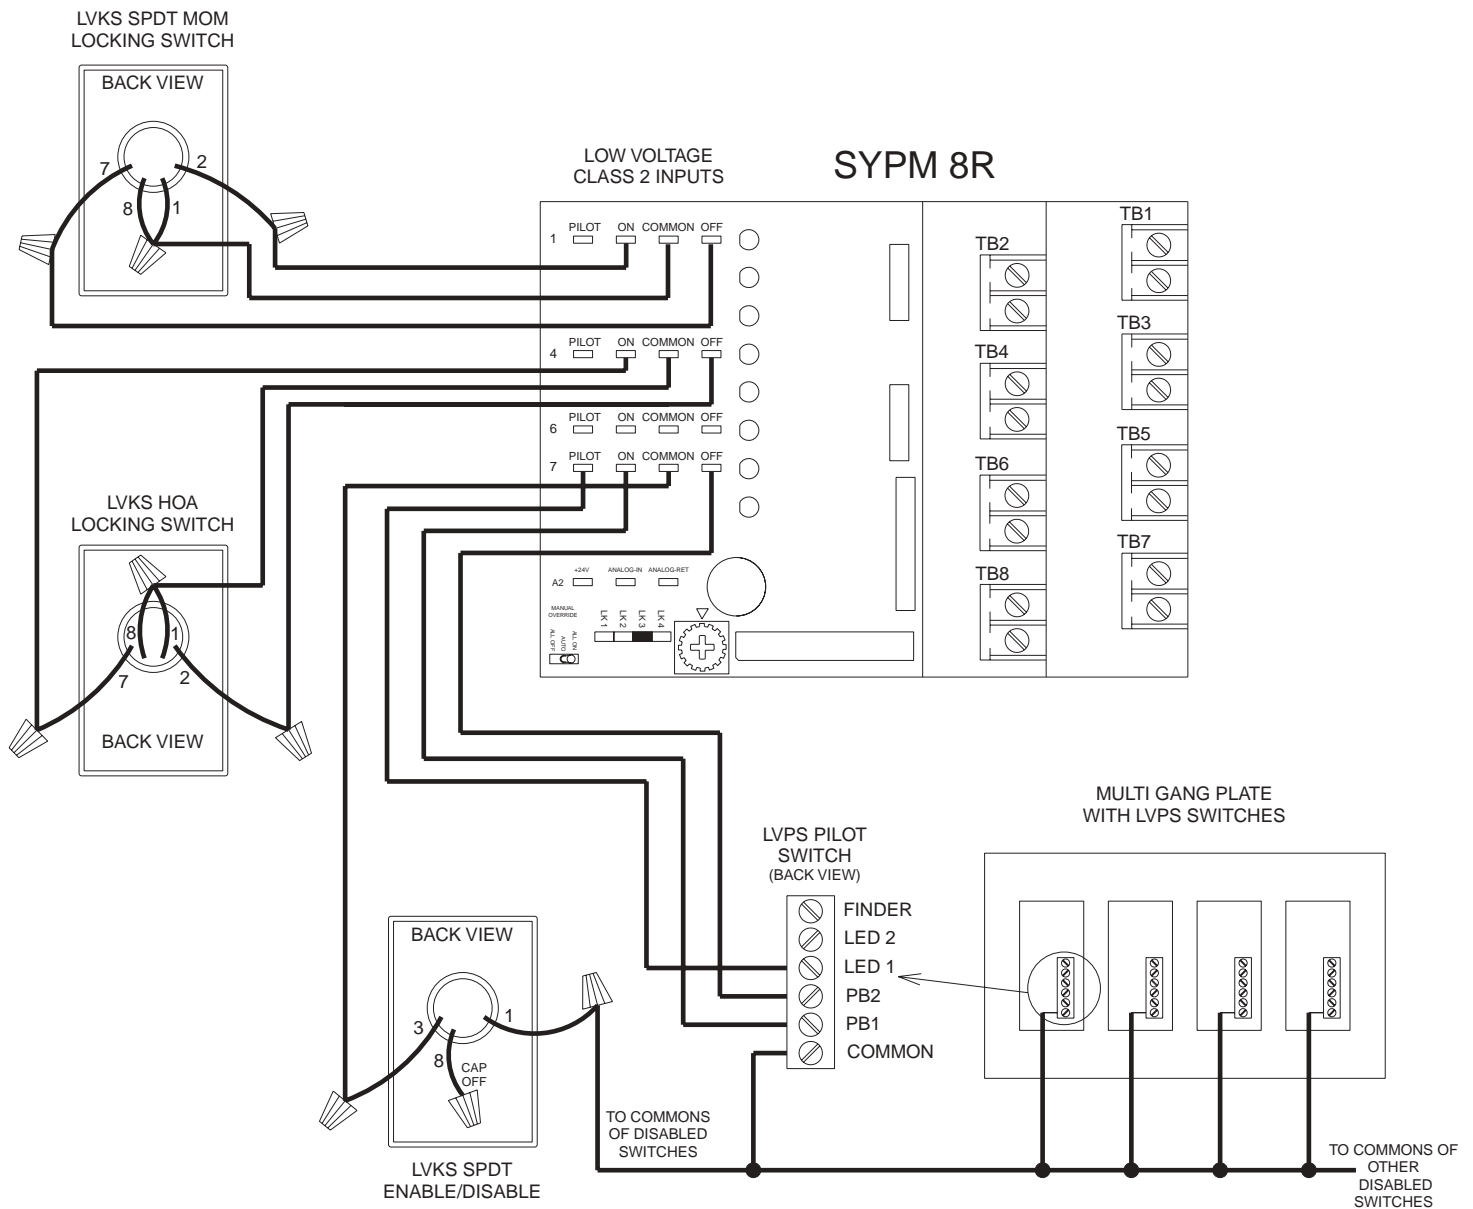 LVKS SPDT MOM
LOCKING SWITCH
BACK VIEW
7
2
8
1
LOW VOLTAGE
CLASS 2 INPUTS
SYPM 8R
1 PILOT ON COMMON OFF
4 PILOT ON COMMON OFF
6 PILOT ON COMMON OFF
7 PILOT ON COMMON OFF
A2 +24V ANALOG-IN ANALOG-RET
MANUAL
OVERRIDE
ALL OFF
AUTO
ALL ON
LK 1
LK 2
LK 3
LK 4
TB1
TB2
TB3
TB4
TB5
TB6
TB7
TB8
LVKS HOA
LOCKING SWITCH
8
1
7
2
BACK VIEW
MULTI GANG PLATE
WITH LVPS SWITCHES
LVPS PILOT
SWITCH
(BACK VIEW)
FINDER
LED 2
LED 1
PB2
PB1
COMMON
BACK VIEW
3
1
8
CAP
OFF
LVKS SPDT
ENABLE/DISABLE
TO COMMONS
OF DISABLED
SWITCHES
TO COMMONS OF
OTHER
DISABLED
SWITCHES